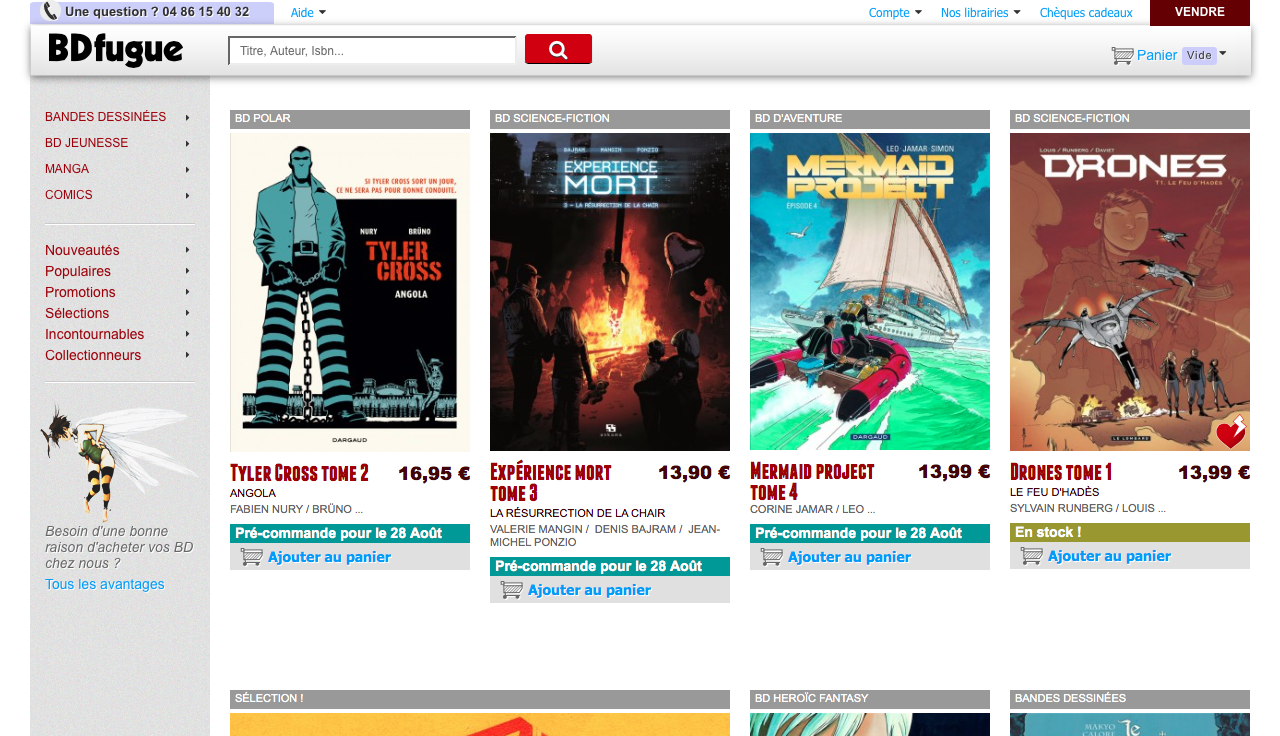 Une question ? 04 86 15 40 32
Aide
Compte
Nos librairies
Chèques cadeaux
VENDRE
BDfugue
Titre, Auteur, Isbn...
Panier
Vide
BANDES DESSINÉES
BD JEUNESSE
MANGA
COMICS
Nouveautés
Populaires
Promotions
Sélections
Incontournables
Collectionneurs
Besoin d'une bonne
raison d'acheter vos BD
chez nous ?
Tous les avantages
BD POLAR
SI TYLER CROSS SORT UN JOUR,
CE NE SERA PAS POUR BONNE CONDUITE.
NURY BRÜNO
TYLER
CROSS
ANGOLA
DARGAUD
TYLER CROSS TOME 2
16,95 €
ANGOLA
FABIEN NURY / BRÜNO ...
Pré-commande pour le 28 Août
Ajouter au panier
BD SCIENCE-FICTION
BAJRAM MANGIN PONZIO
EXPERIENCE
MORT
3 - LA RÉSURRECTION DE LA CHAIR
EXPÉRIENCE MORT
TOME 3
13,90 €
LA RÉSURRECTION DE LA CHAIR
VALERIE MANGIN / DENIS BAJRAM / JEAN-
MICHEL PONZIO
Pré-commande pour le 28 Août
Ajouter au panier
BD D'AVENTURE
LEO - JAMAR - SIMON
MERMAID
PROJECT
EPISODE 4
DARGAUD
MERMAID PROJECT
TOME 4
13,99 €
CORINE JAMAR / LEO ...
Pré-commande pour le 28 Août
Ajouter au panier
BD SCIENCE-FICTION
LOUIS / RUNBERG / DAVIET
DRONES
T1. LE FEU D'HADÈS
LE LOMBARD
DRONES TOME 1
13,99 €
LE FEU D'HADÈS
SYLVAIN RUNBERG / LOUIS ...
En stock !
Ajouter au panier
SÉLECTION !
BD HEROÏC FANTASY
BANDES DESSINÉES
MAKYO
CALORE